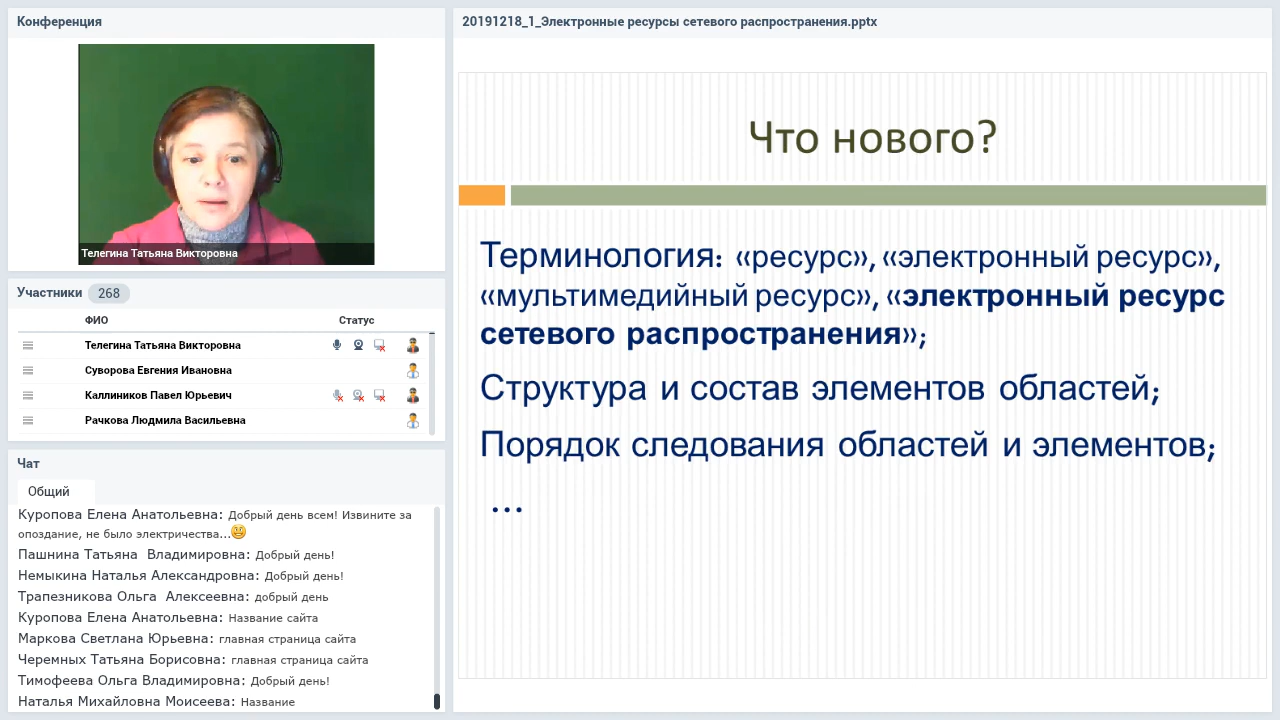 Конференция
Телегина Татьяна Викторовна
Участники 268
ФИО Статус
Телегина Татьяна Викторовна
Суворова Евгения Ивановна
Каллиников Павел Юрьевич
Рачкова Людмила Васильевна
Чат
Общий
Куропова Елена Анатольевна: Добрый день всем! Извините за
опоздание, не было электричества...
Пашнина Татьяна Владимировна: Добрый день!
Немыкина Наталья Александровна: Добрый день!
Трапезникова Ольга Алексеевна: добрый день
Куропова Елена Анатольевна: Название сайта
Маркова Светлана Юрьевна: главная страница сайта
Черемных Татьяна Борисовна: главная страница сайта
Тимофеева Ольга Владимировна: Добрый день!
Наталья Михайловна Моисеева: Название
20191218_1_Электронные ресурсы сетевого распространения.pptx
Что нового?
Терминология: «ресурс», «электронный ресурс»,
«мультимедийный ресурс», «электронный ресурс
сетевого распространения»;
Структура и состав элементов областей;
Порядок следования областей и элементов;
...